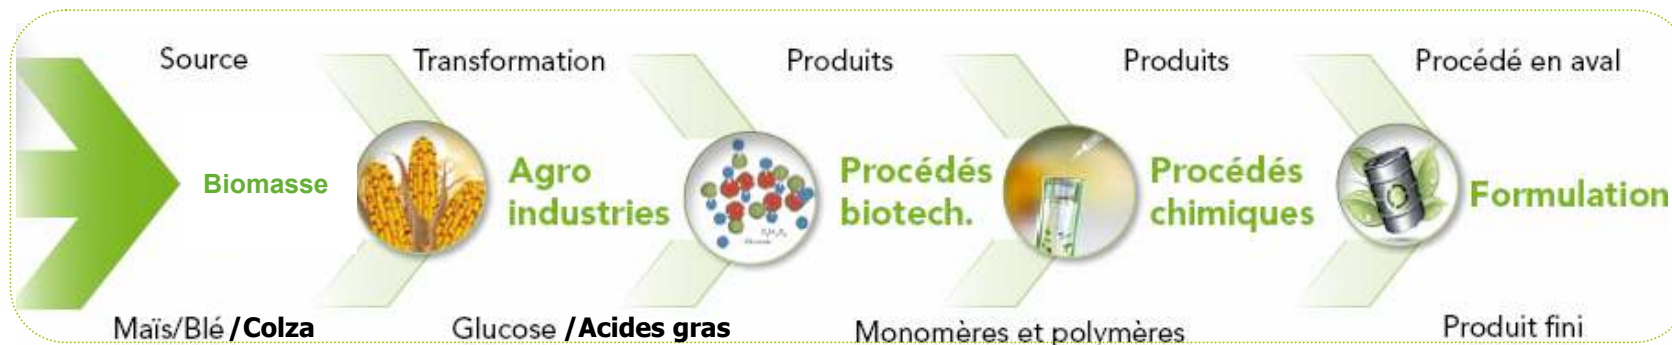 Source
Transformation
Produits
Produits
Procédé en aval
Biomasse
Agro
industries
Procédés
biotech.
Procédés
chimiques
Formulation
Maïs/Blé /Colza
Glucose /Acides gras
Monomères et polymères
Produit fini